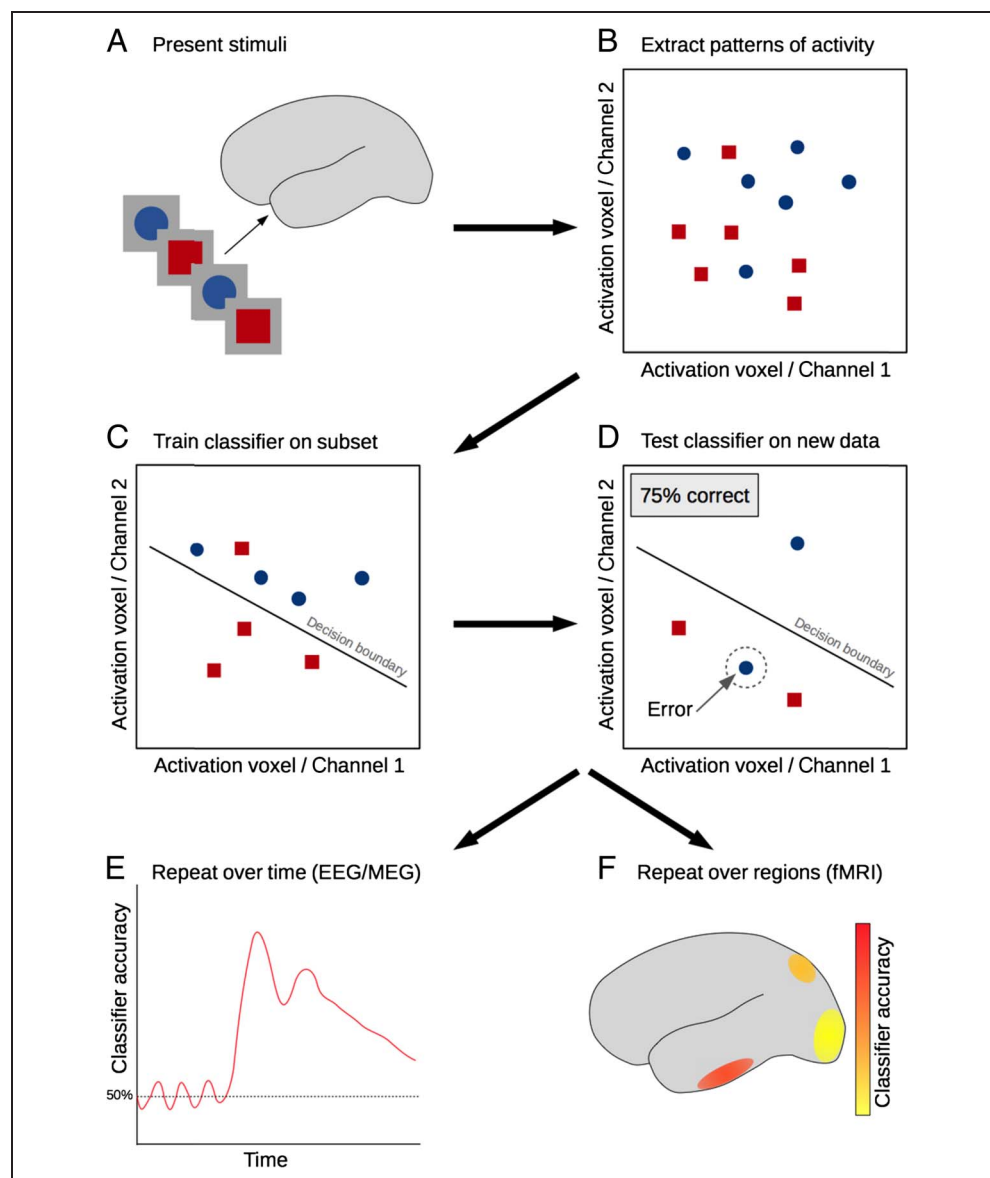 A Present stimuli
B Extract patterns of activity
Activation voxel / Channel 2
Activation voxel / Channel 1
C Train classifier on subset
Activation voxel / Channel 2
Decision boundary
Activation voxel / Channel 1
D Test classifier on new data
75% correct
Activation voxel / Channel 2
Decision boundary
Error
Activation voxel / Channel 1
E Repeat over time (EEG/MEG)
Classifier accuracy
50%
Time
F Repeat over regions (fMRI)
Classifier accuracy